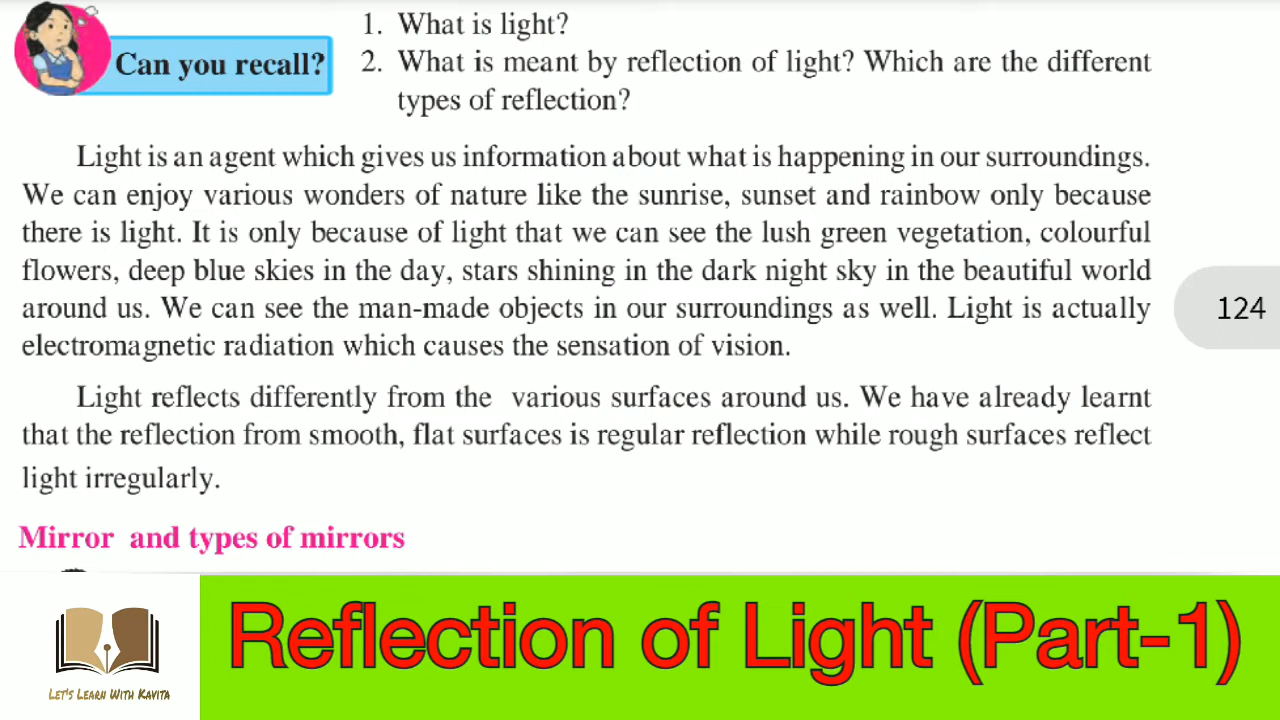 Can you recall?
1. What is light?
2. What is meant by reflection of light? Which are the different
types of reflection?
Light is an agent which gives us information about what is happening in our surroundings.
We can enjoy various wonders of nature like the sunrise, sunset and rainbow only because
there is light. It is only because of light that we can see the lush green vegetation, colourful
flowers, deep blue skies in the day, stars shining in the dark night sky in the beautiful world
around us. We can see the man-made objects in our surroundings as well. Light is actually
electromagnetic radiation which causes the sensation of vision.
124
Light reflects differently from the various surfaces around us. We have already learnt
that the reflection from smooth, flat surfaces is regular reflection while rough surfaces reflect
light irregularly.
Mirror and types of mirrors
Reflection of Light (Part-1)
LET'S LEARN WITH KAVITA